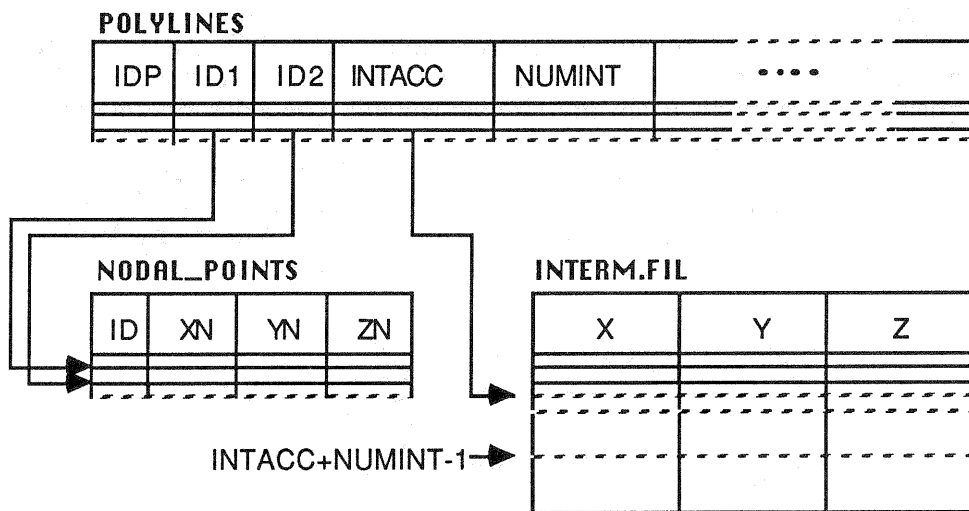 POLYLINES
IDP ID1 ID2 INTACC NUMINT ....
NODAL_POINTS
INTERM.FIL
ID XN YN ZN
X Y Z
INTACC+NUMINT-1